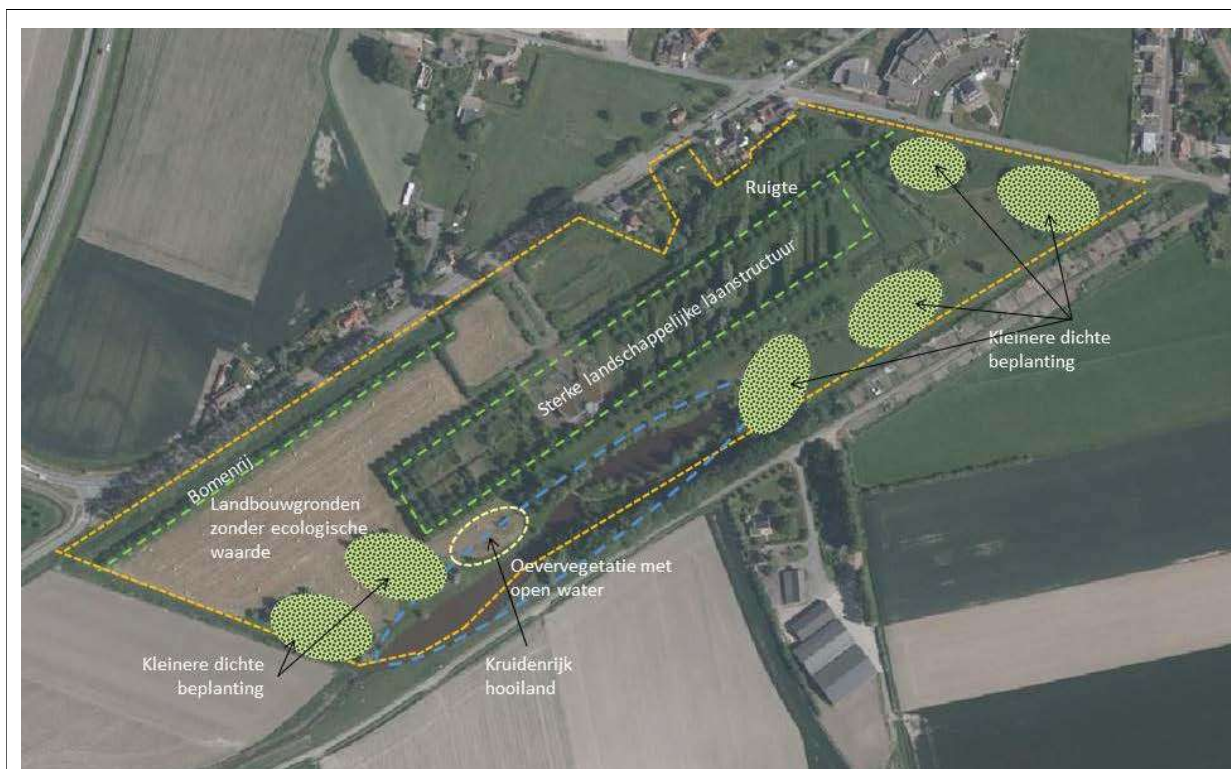 Ruigte
Sterke landschappelijke laanstructuur
Kleinere dichte
beplanting
Bomenrij
Landbouwgronden
zonder ecologische
waarde
Oevervegetatie met
open water
Kleinere dichte
beplanting
Kruidenrijk
hooiland